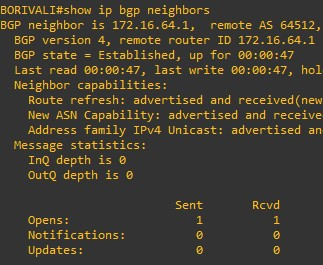 BORIVALI#show ip bgp neighbors
BGP neighbor is 172.16.64.1,  remote AS 64512,
  BGP version 4, remote router ID 172.16.64.1
  BGP state = Established, up for 00:00:47
  Last read 00:00:47, last write 00:00:47, hol
  Neighbor capabilities:
    Route refresh: advertised and received(new
    New ASN Capability: advertised and receive
    Address family IPv4 Unicast: advertised an
  Message statistics:
    InQ depth is 0
    OutQ depth is 0
                         Sent       Rcvd
    Opens:                  1          1
    Notifications:          0          0
    Updates:                0          0